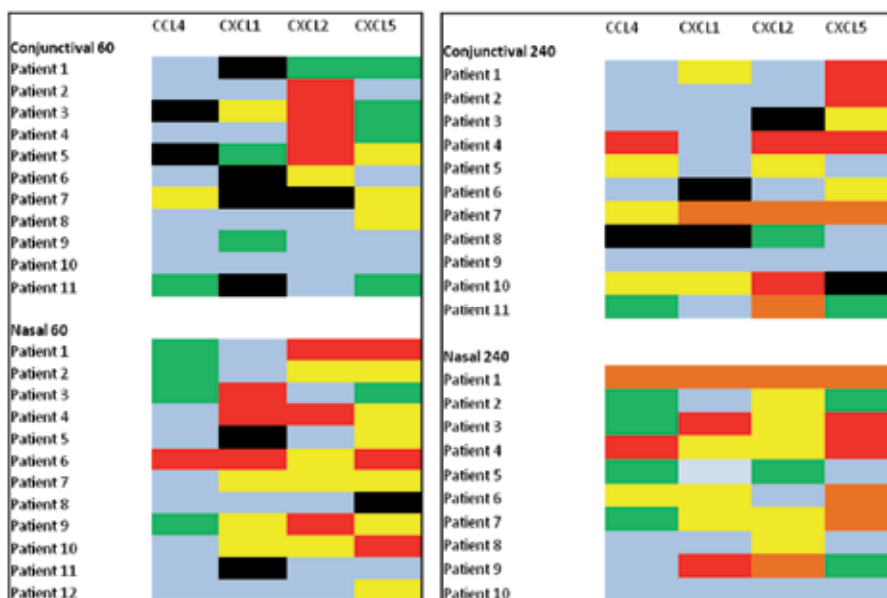 CCL4 CXCL1 CXCL2 CXCL5
Conjunctival 60
Patient 1
Patient 2
Patient 3
Patient 4
Patient 5
Patient 6
Patient 7
Patient 8
Patient 9
Patient 10
Patient 11
Nasal 60
Patient 1
Patient 2
Patient 3
Patient 4
Patient 5
Patient 6
Patient 7
Patient 8
Patient 9
Patient 10
Patient 11
Patient 12
CCL4 CXCL1 CXCL2 CXCL5
Conjunctival 240
Patient 1
Patient 2
Patient 3
Patient 4
Patient 5
Patient 6
Patient 7
Patient 8
Patient 9
Patient 10
Patient 11
Nasal 240
Patient 1
Patient 2
Patient 3
Patient 4
Patient 5
Patient 6
Patient 7
Patient 8
Patient 9
Patient 10